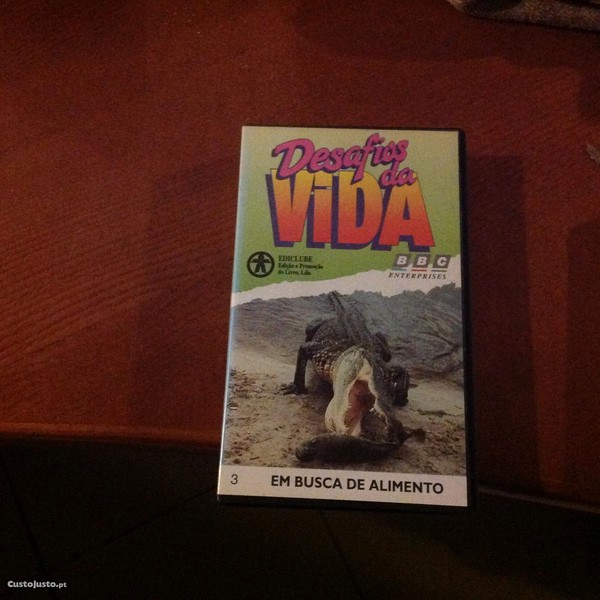 Desafios
da
ViDA
EDICLUBE
Edição e Promoção
do Livro, Lda.
BBC
ENTERPRISES
3 EM BUSCA DE ALIMENTO
CustoJusto.pt